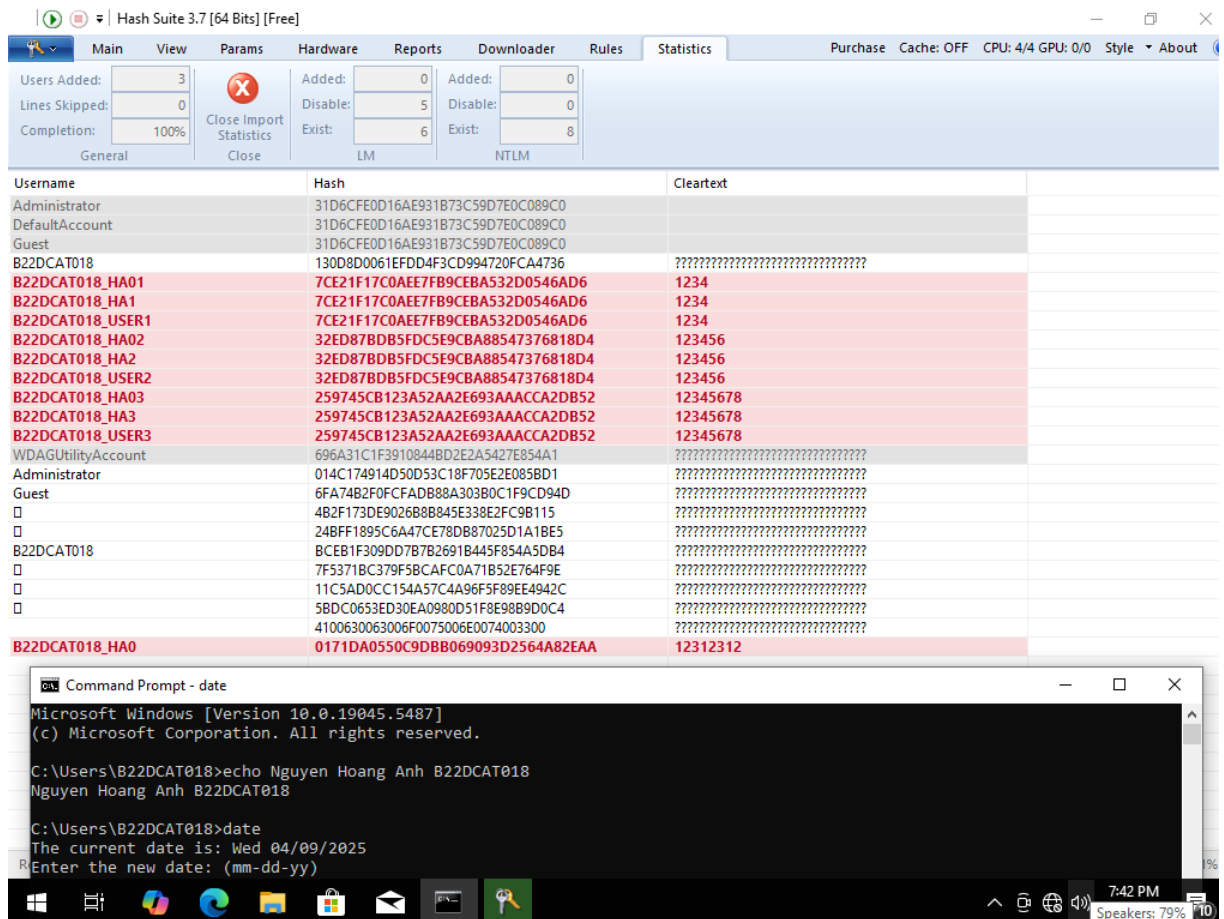 Hash Suite 3.7 [64 Bits] [Free]
Main View Params Hardware Reports Downloader Rules Statistics Purchase Cache: OFF CPU: 4/4 GPU: 0/0 Style About
Users Added: 3 Added: 0 Added: 0
Lines Skipped: 0 Disable: 5 Disable: 0
Close Import
Completion: 100% Statistics Exist: 6 Exist: 8
General Close LM NTLM
Username Hash Cleartext
Administrator 31D6CFE0D16AE931B73C59D7E0C089C0
DefaultAccount 31D6CFE0D16AE931B73C59D7E0C089C0
Guest 31D6CFE0D16AE931B73C59D7E0C089C0
B22DCAT018 130D8D0061EFDD4F3CD994720FCA4736 ????????????????????????????????
B22DCAT018_HA01 7CE21F17C0AEE7FB9CEBA532D0546AD6 1234
B22DCAT018_HA1 7CE21F17C0AEE7FB9CEBA532D0546AD6 1234
B22DCAT018_USER1 7CE21F17C0AEE7FB9CEBA532D0546AD6 1234
B22DCAT018_HA02 32ED87BDB5FDC5E9CBA88547376818D4 123456
B22DCAT018_HA2 32ED87BDB5FDC5E9CBA88547376818D4 123456
B22DCAT018_USER2 32ED87BDB5FDC5E9CBA88547376818D4 123456
B22DCAT018_HA03 259745CB123A52AA2E693AAACCA2DB52 12345678
B22DCAT018_HA3 259745CB123A52AA2E693AAACCA2DB52 12345678
B22DCAT018_USER3 259745CB123A52AA2E693AAACCA2DB52 12345678
WDAGUtilityAccount 696A31C1F3910844BD2E2A5427E854A1 ????????????????????????????????
Administrator 014C174914D50D53C18F705E2E085BD1 ????????????????????????????????
Guest 6FA74B2F0FCFADB88A303B0C1F9CD94D ????????????????????????????????
4B2F173DE9026B8B845E338E2FC9B115 ????????????????????????????????
24BFF1895C6A47CE78DB87025D1A1BE5 ????????????????????????????????
B22DCAT018 BCEB1F309DD7B7B2691B445F854A5DB4 ????????????????????????????????
7F5371BC379F5BCAFC0A71B52E764F9E ????????????????????????????????
11C5AD0CC154A57C4A96F5F89EE4942C ????????????????????????????????
5BDC0653ED30EA0980D51F8E98B9D0C4 ????????????????????????????????
4100630063006F0075006E0074003300 ????????????????????????????????
B22DCAT018_HA0 0171DA0550C9DBB069093D2564A82EAA 12312312
Command Prompt - date
Microsoft Windows [Version 10.0.19045.5487]
(c) Microsoft Corporation. All rights reserved.
C:\Users\B22DCAT018>echo Nguyen Hoang Anh B22DCAT018
Nguyen Hoang Anh B22DCAT018
C:\Users\B22DCAT018>date
The current date is: Wed 04/09/2025
Enter the new date: (mm-dd-yy)
7:42 PM
Speakers: 79%